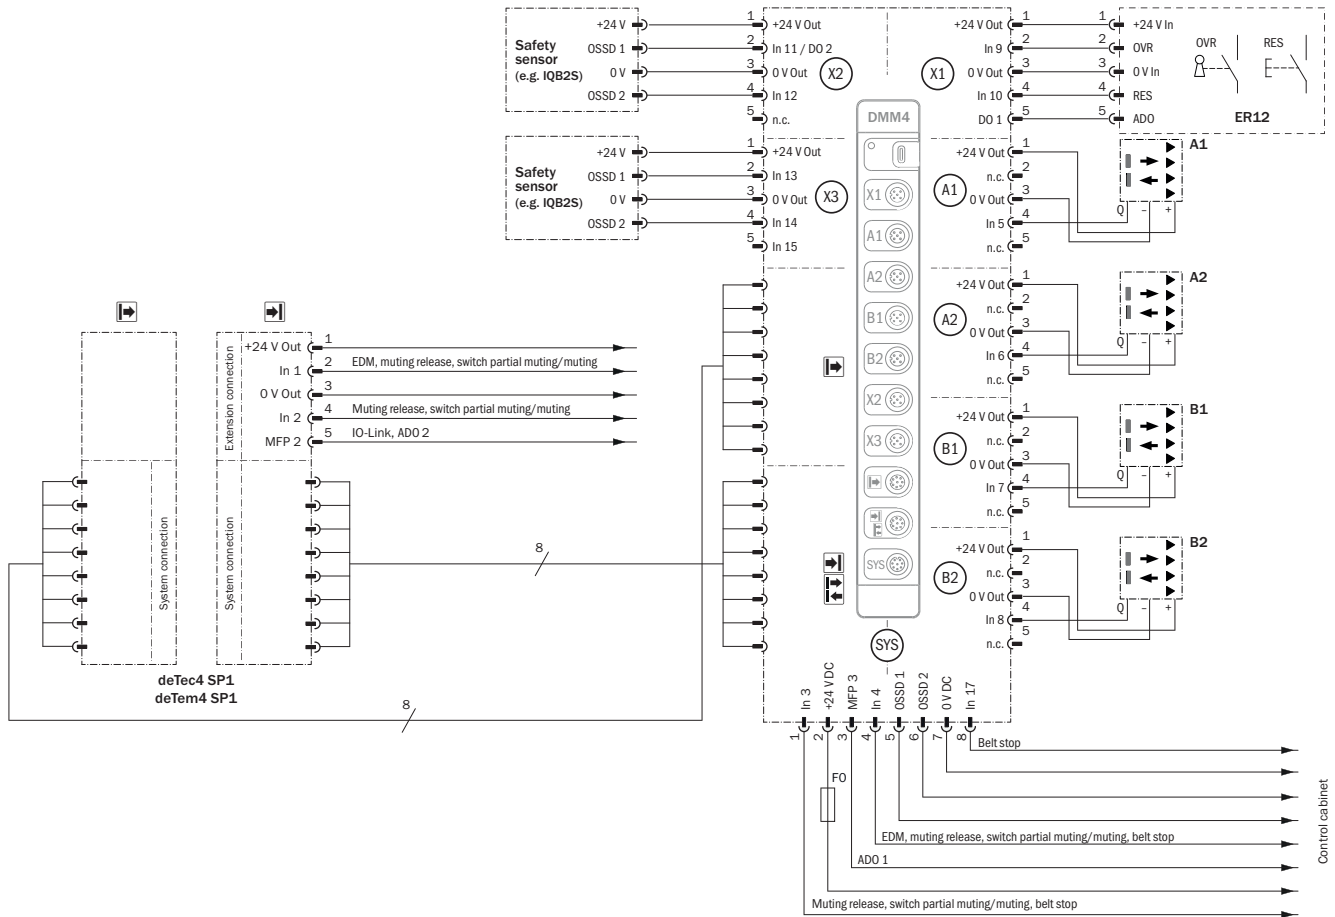 Safety
sensor
(e.g. IQB2S)
+24 V
OSSD 1
0 V
OSSD 2
1
2
3
4
5
+24 V Out
In 11 / DO 2
0 V Out
In 12
n.c.
X2
X1
+24 V Out
In 9
0 V Out
In 10
DO 1
1
2
3
4
5
1
2
3
4
5
+24 V In
OVR
0 V In
RES
ADO
OVR
RES
ER12
Safety
sensor
(e.g. IQB2S)
+24 V
OSSD 1
0 V
OSSD 2
1
2
3
4
5
+24 V Out
In 13
0 V Out
In 14
In 15
X3
DMM4
X1
A1
A2
B1
B2
X2
X3
SYS
A1
+24 V Out
n.c.
0 V Out
In 5
n.c.
1
2
3
4
5
A1
Q
–
+
A2
+24 V Out
n.c.
0 V Out
In 6
n.c.
1
2
3
4
5
A2
Q
–
+
B1
+24 V Out
n.c.
0 V Out
In 7
n.c.
1
2
3
4
5
B1
Q
–
+
B2
+24 V Out
n.c.
0 V Out
In 8
n.c.
1
2
3
4
5
B2
Q
–
+
Extension connection
+24 V Out
In 1
0 V Out
In 2
MFP 2
1
2
3
4
5
EDM, muting release, switch partial muting/muting
Muting release, switch partial muting/muting
IO-Link, ADO 2
System connection
System connection
deTec4 SP1
deTem4 SP1
8
8
SYS
In 3
+24 V DC
MFP 3
In 4
OSSD 1
OSSD 2
0 V DC
In 17
1
2
3
4
5
6
7
8
F0
Belt stop
EDM, muting release, switch partial muting/muting, belt stop
ADO 1
Muting release, switch partial muting/muting, belt stop
Control cabinet